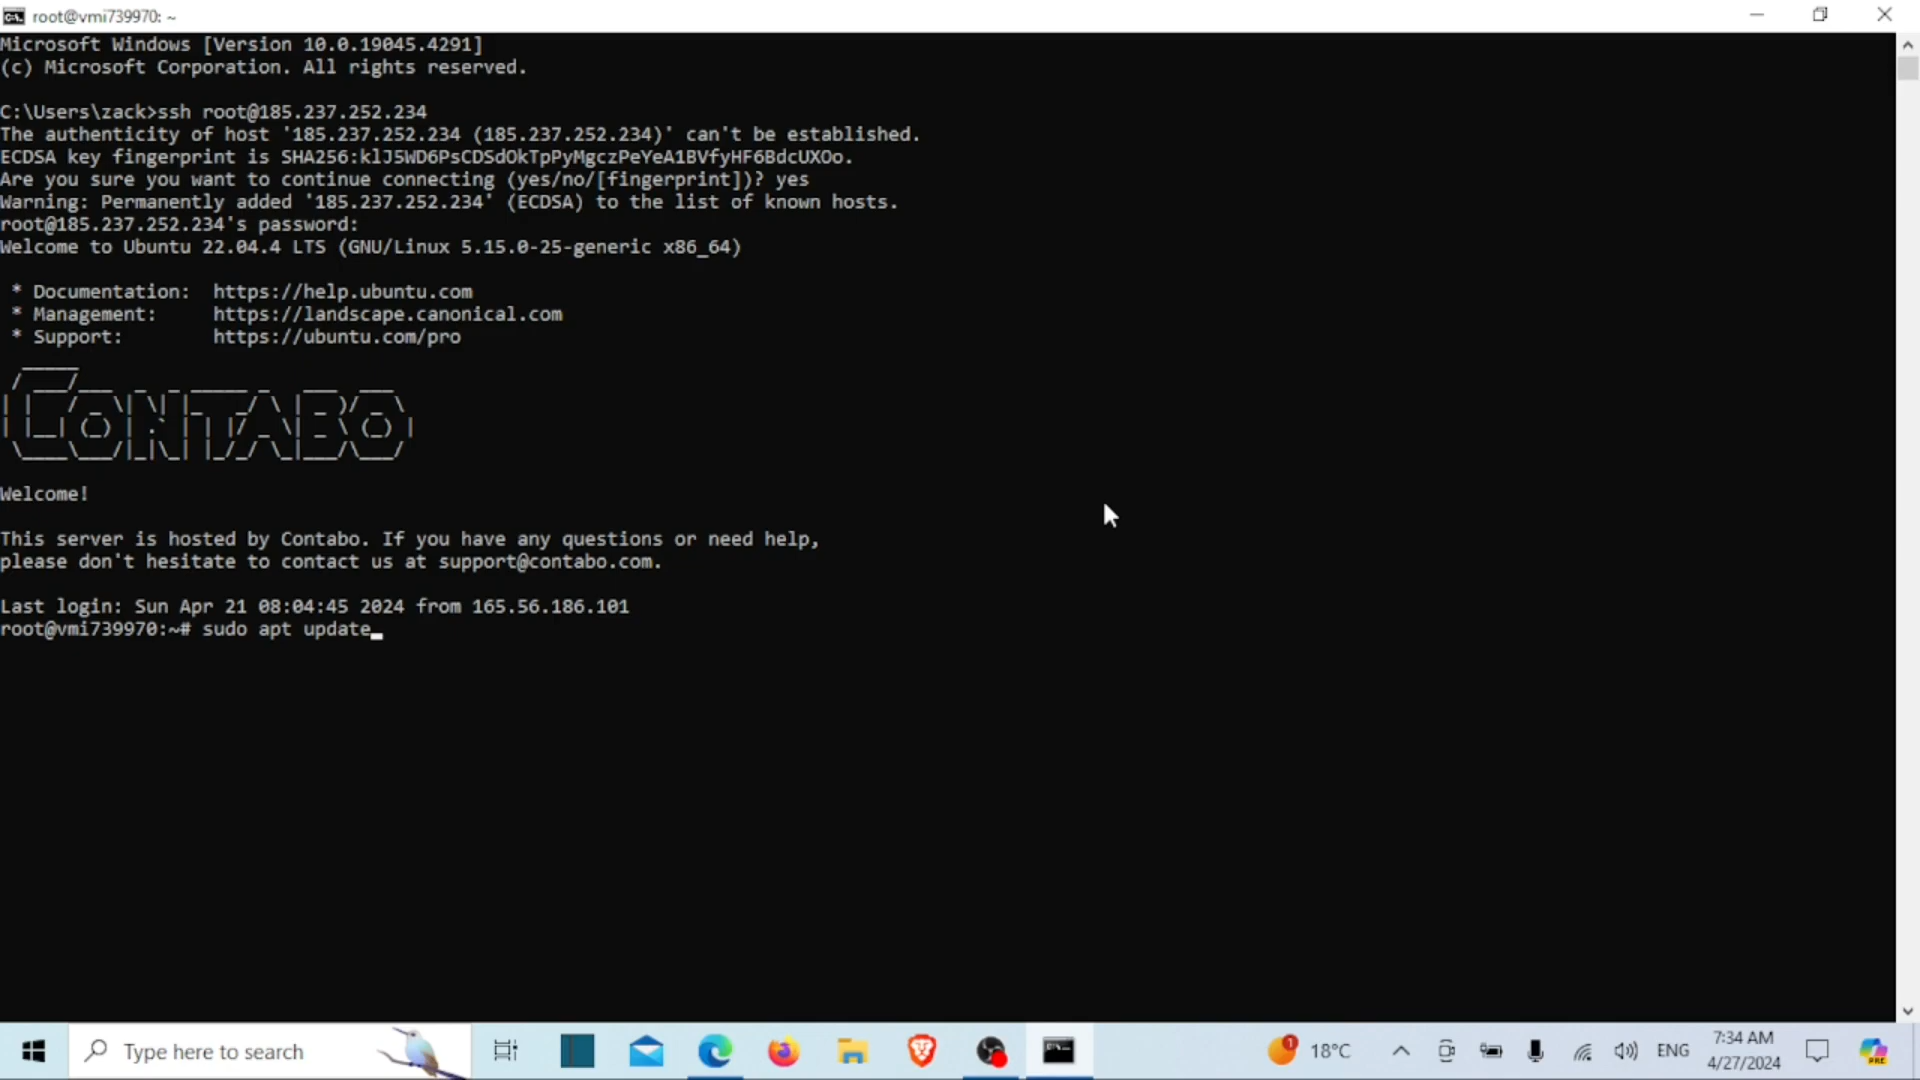 root@vmi739970: ~
Microsoft Windows [Version 10.0.19045.4291]
(c) Microsoft Corporation. All rights reserved.
C:\Users\zack>ssh root@185.237.252.234
The authenticity of host '185.237.252.234 (185.237.252.234)' can't be established.
ECDSA key fingerprint is SHA256:klJ5WD6PsCDSdOkTpPyMgczPeYeA1BVfyHF6BdcUXOo.
Are you sure you want to continue connecting (yes/no/[fingerprint])? yes
Warning: Permanently added '185.237.252.234' (ECDSA) to the list of known hosts.
root@185.237.252.234's password:
Welcome to Ubuntu 22.04.4 LTS (GNU/Linux 5.15.0-25-generic x86_64)
* Documentation:  https://help.ubuntu.com
* Management:     https://landscape.canonical.com
* Support:        https://ubuntu.com/pro
CONTABO
Welcome!
This server is hosted by Contabo. If you have any questions or need help,
please don't hesitate to contact us at support@contabo.com.
Last login: Sun Apr 21 08:04:45 2024 from 165.56.186.101
root@vmi739970:~# sudo apt update
Type here to search
1
18°C
ENG
7:34 AM
4/27/2024
PRE